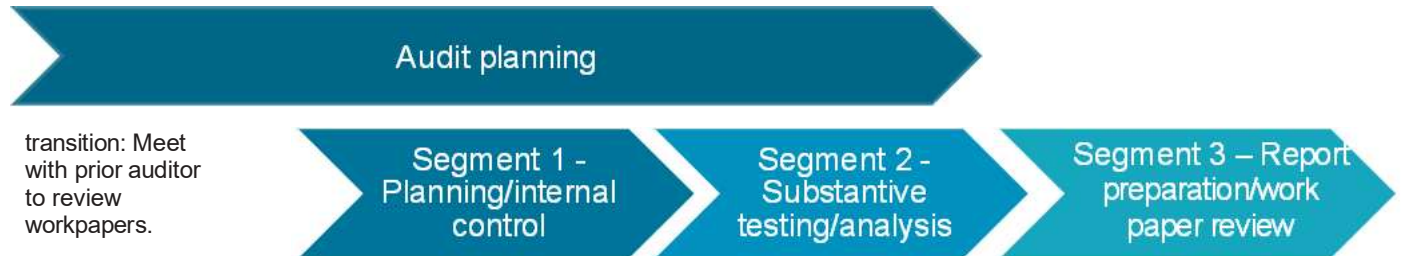 Audit planning
transition: Meet
with prior auditor
to review
workpapers.
Segment 1 -
Planning/internal
control
Segment 2 -
Substantive
testing/analysis
Segment 3 – Report
preparation/work
paper review